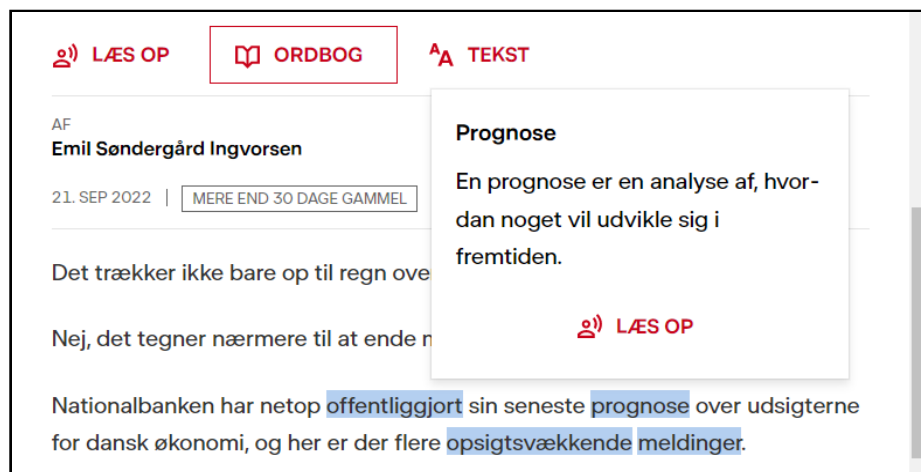 LÆS OP
ORDBOG
AA TEKST
AF
Emil Søndergård Ingvorsen
21. SEP 2022 | MERE END 30 DAGE GAMMEL
Prognose
En prognose er en analyse af, hvor-
dan noget vil udvikle sig i
fremtiden.
LÆS OP
Det trækker ikke bare op til regn
Nej, det tegner nærmere til at ende
Nationalbanken har netop offentliggjort sin seneste prognose over udsigterne
for dansk økonomi, og her er der flere opsigtsvækkende meldinger.